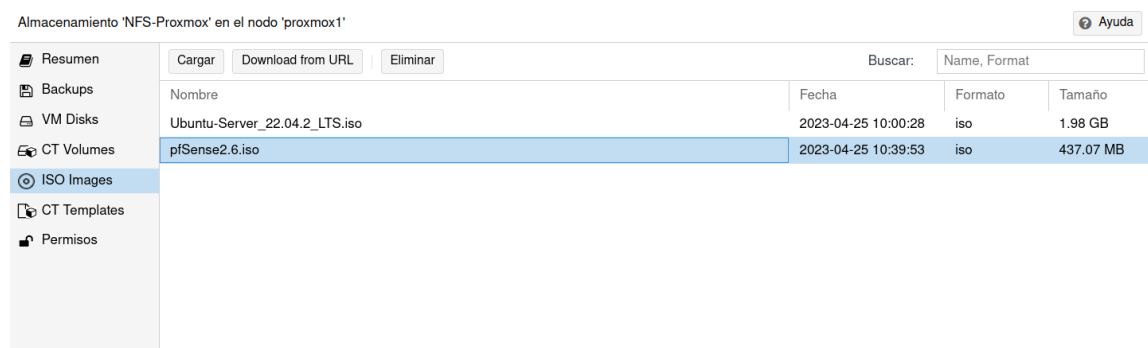 Almacenamiento 'NFS-Proxmox' en el nodo 'proxmox1' Ayuda
Resumen
Backups
VM Disks
CT Volumes
ISO Images
CT Templates
Permisos
Cargar Download from URL Eliminar Buscar: Name, Format
Nombre Fecha Formato Tamaño
Ubuntu-Server_22.04.2_LTS.iso 2023-04-25 10:00:28 iso 1.98 GB
pfSense2.6.iso 2023-04-25 10:39:53 iso 437.07 MB